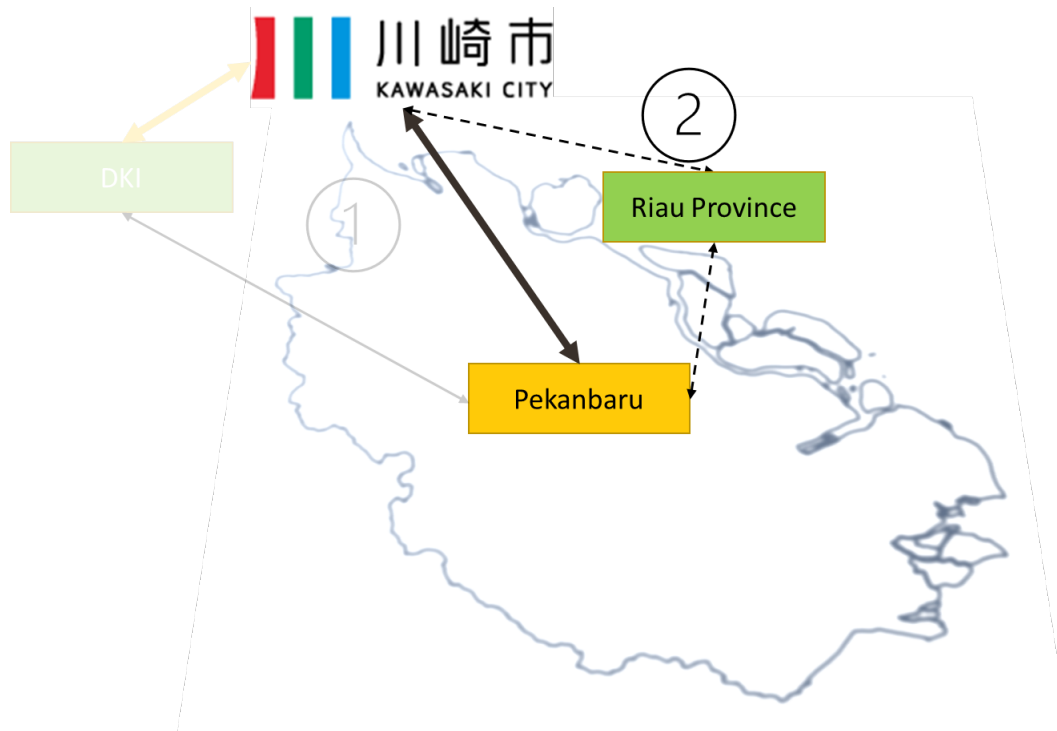 川崎市
KAWASAKI CITY
2
DKI
1
Riau Province
Pekanbaru